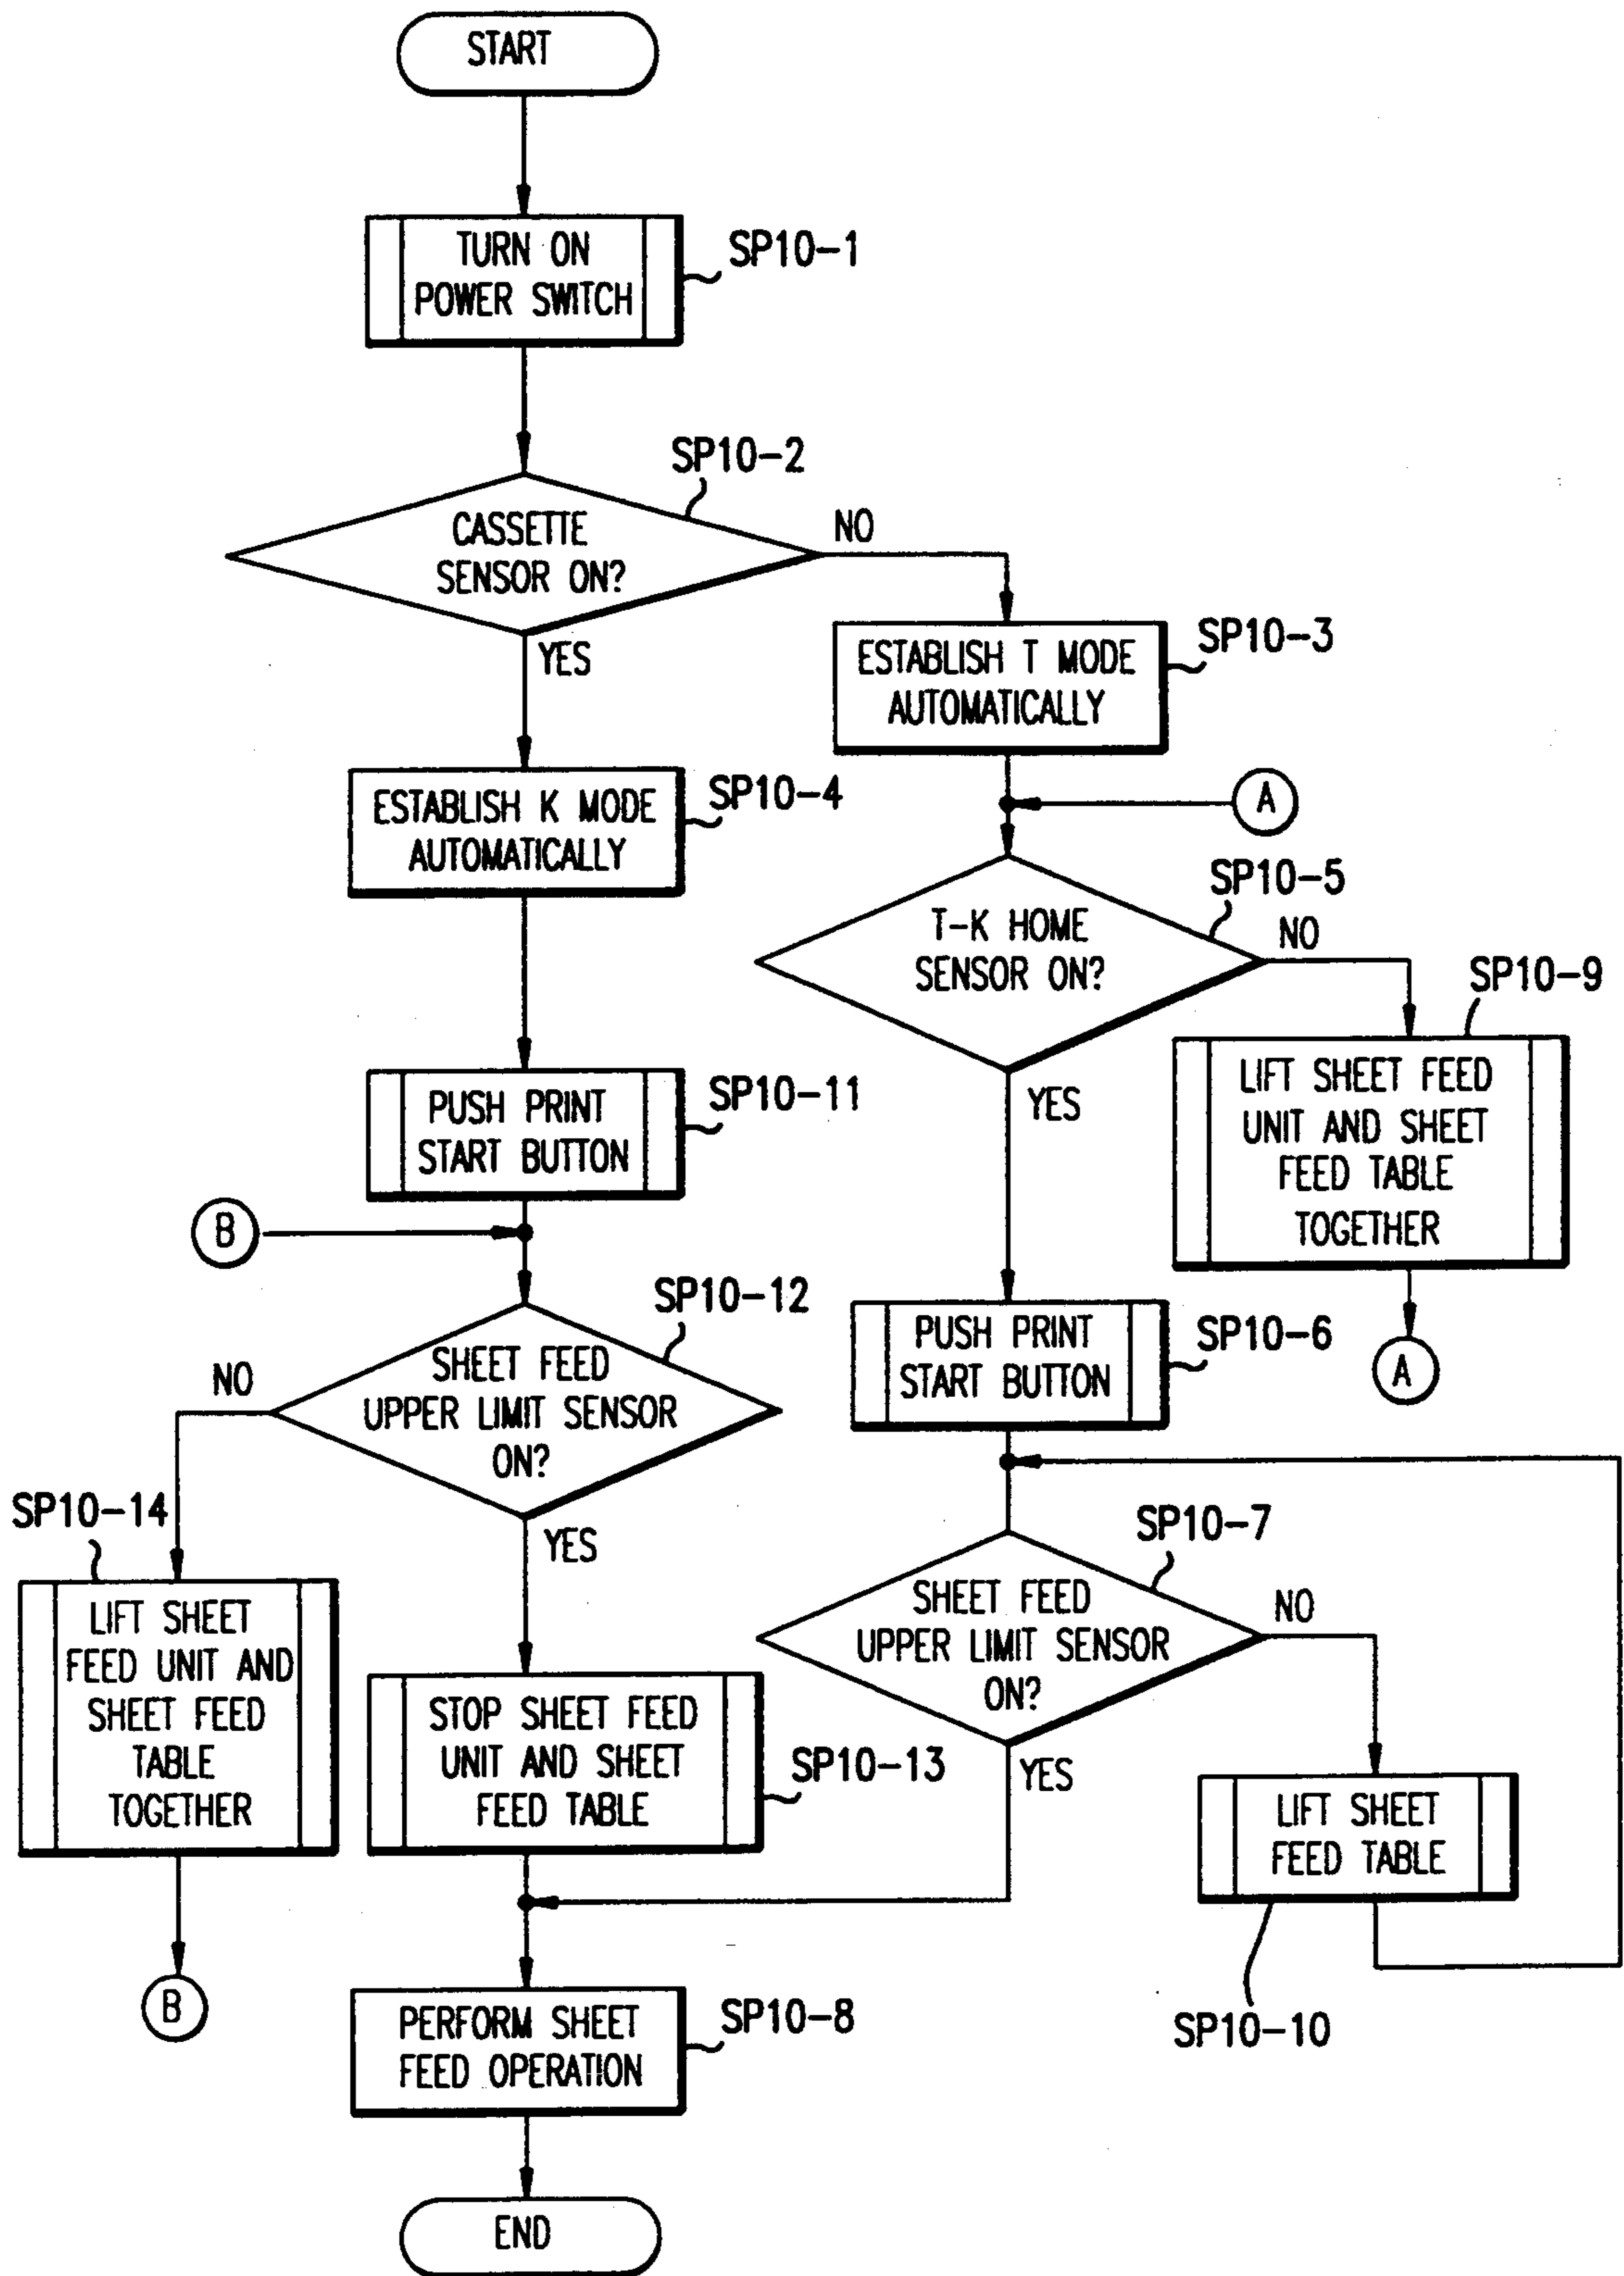 START
TURN ON
POWER SWITCH
SP10-1
SP10-2
CASSETTE
SENSOR ON?
NO
YES
ESTABLISH T MODE
AUTOMATICALLY
SP10-3
ESTABLISH K MODE
AUTOMATICALLY
SP10-4
A
T-K HOME
SENSOR ON?
SP10-5
NO
YES
SP10-9
LIFT SHEET FEED
UNIT AND SHEET
FEED TABLE
TOGETHER
A
PUSH PRINT
START BUTTON
SP10-11
B
SP10-12
SHEET FEED
UPPER LIMIT SENSOR
ON?
NO
YES
PUSH PRINT
START BUTTON
SP10-6
SP10-14
LIFT SHEET
FEED UNIT AND
SHEET FEED
TABLE
TOGETHER
B
STOP SHEET FEED
UNIT AND SHEET
FEED TABLE
SP10-13
SP10-7
SHEET FEED
UPPER LIMIT SENSOR
ON?
NO
YES
LIFT SHEET
FEED TABLE
SP10-10
PERFORM SHEET
FEED OPERATION
SP10-8
END